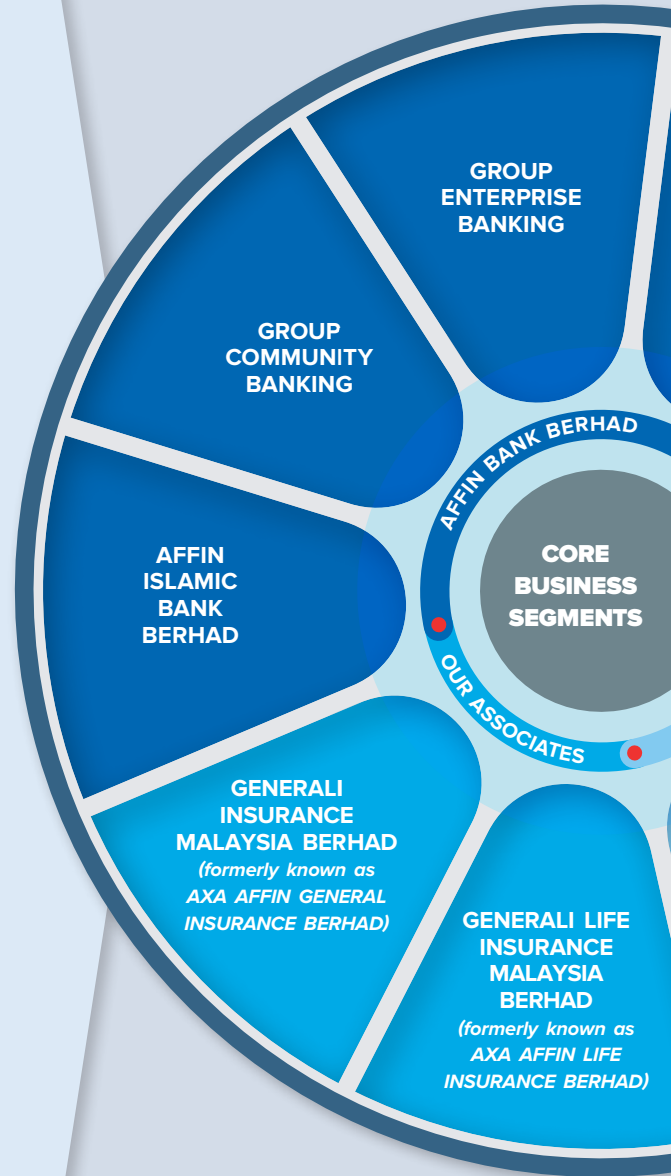 GROUP
ENTERPRISE
BANKING
GROUP
COMMUNITY
BANKING
AFFIN BANK BERHAD
CORE
BUSINESS
SEGMENTS
AFFIN
ISLAMIC
BANK
BERHAD
OUR ASSOCIATES
GENERALI
INSURANCE
MALAYSIA BERHAD
(formerly known as
AXA AFFIN GENERAL
INSURANCE BERHAD)
GENERALI LIFE
INSURANCE
MALAYSIA
BERHAD
(formerly known as
AXA AFFIN LIFE
INSURANCE BERHAD)